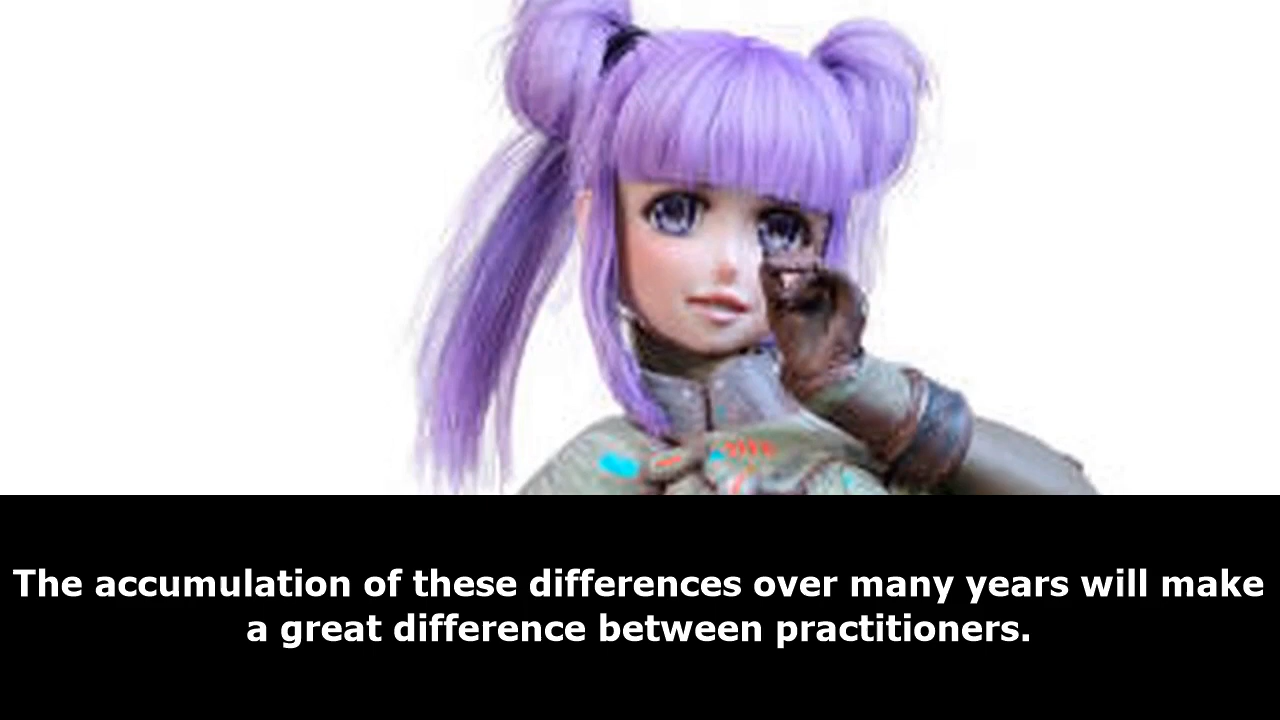 The accumulation of these differences over many years will make
a great difference between practitioners.